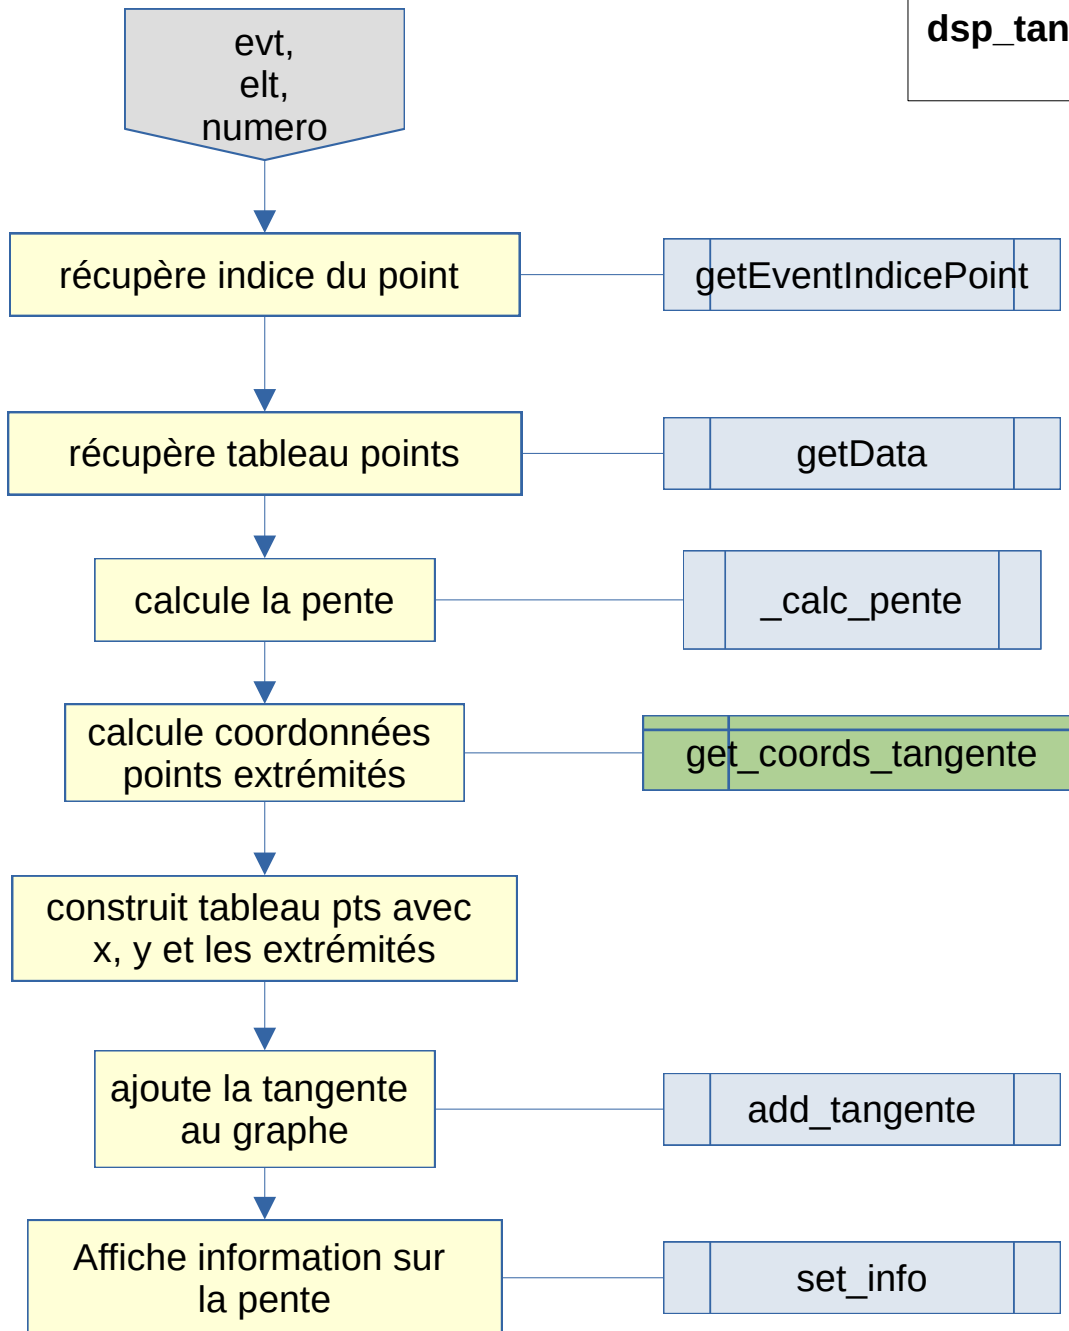 evt,
elt,
numero
dsp_tan
récupère indice du point
getEventIndicePoint
récupère tableau points
getData
calcule la pente
_calc_pente
calcule coordonnées
points extrémités
get_coords_tangente
construit tableau pts avec
x, y et les extrémités
ajoute la tangente
au graphe
add_tangente
Affiche information sur
la pente
set_info